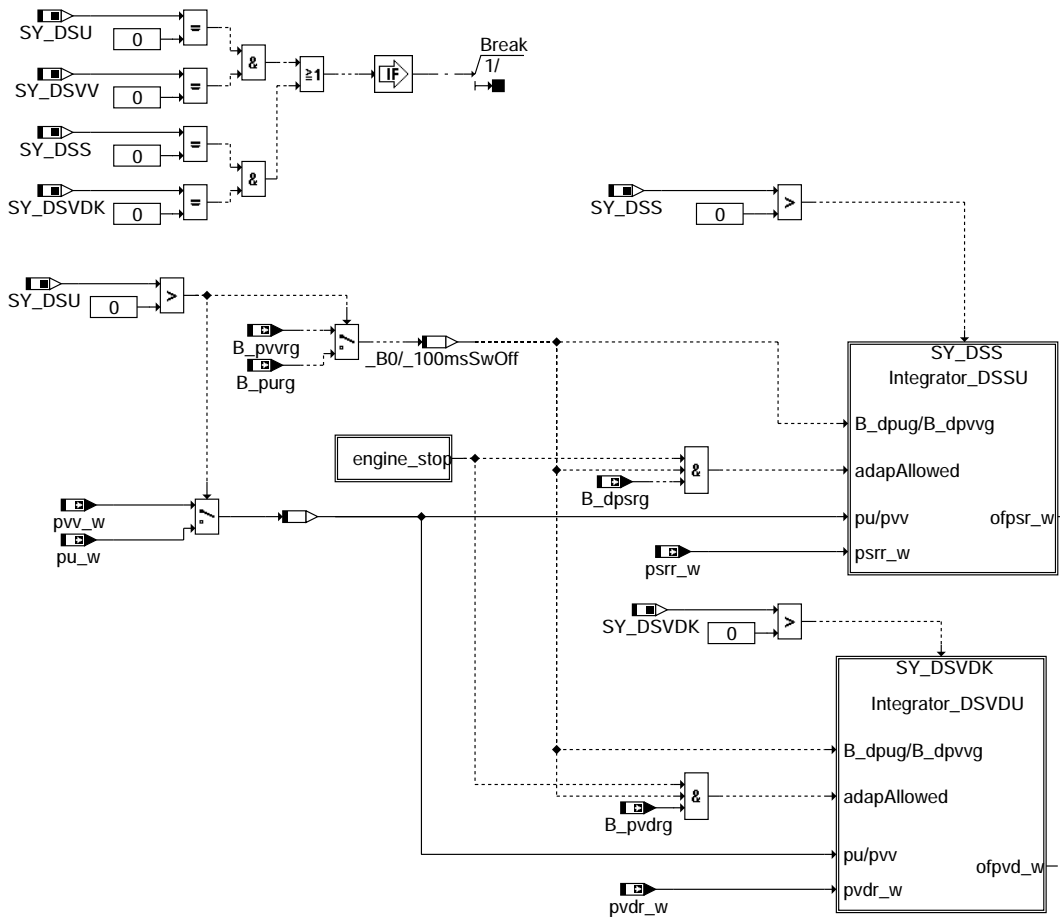 SY_DSU
0
=
SY_DSVV
0
=
&
≥1
IF
Break
1/
SY_DSS
0
=
SY_DSVDK
0
=
&
SY_DSS
0
>
SY_DSU
0
>
B_pvvrg
B_purg
_B0/_100msSwOff
SY_DSS
Integrator_DSSU
B_dpug/B_dpvvg
engine_stop
&
adapAllowed
B_dpsrg
pvv_w
pu_w
pu/pvv
ofpsr_w
psrr_w
psrr_w
SY_DSVDK
0
>
SY_DSVDK
Integrator_DSVDU
B_dpug/B_dpvvg
&
adapAllowed
B_pvdrg
pu/pvv
ofpvd_w
pvdr_w
pvdr_w